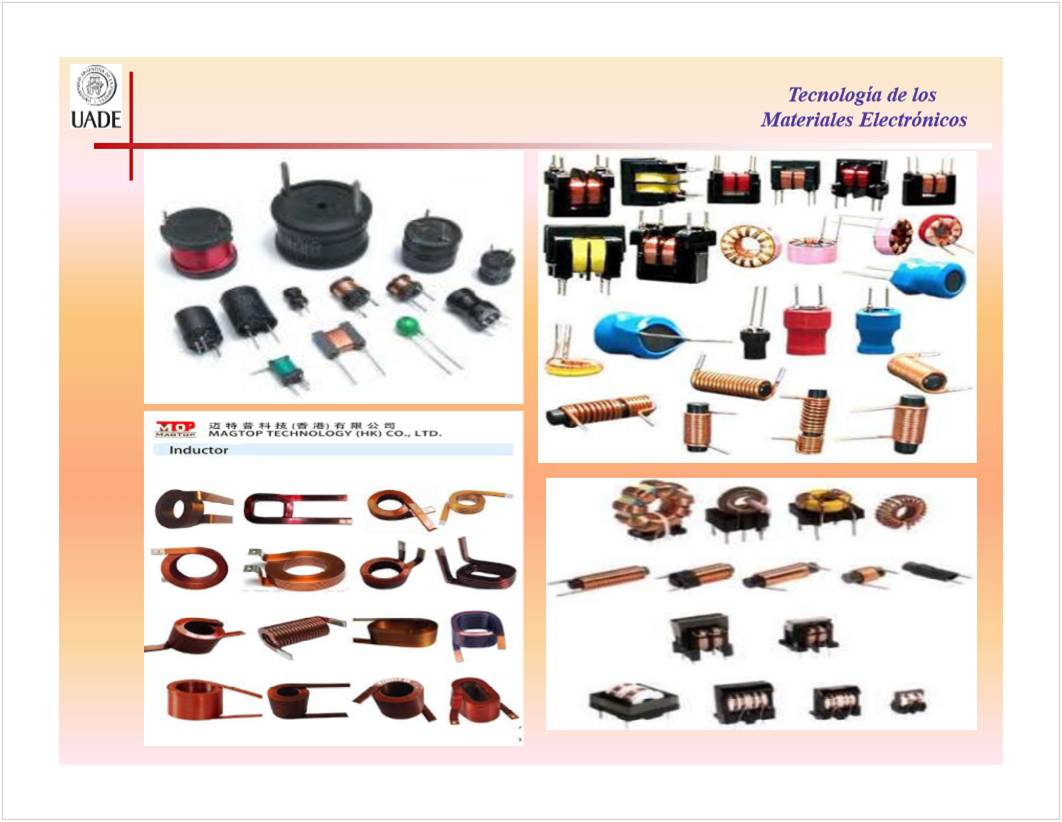 UADE
Tecnología de los
Materiales Electrónicos
MTOP
MAGTOP
迈特普科技(香港)有限公司
MAGTOP TECHNOLOGY (HK) CO., LTD.
Inductor